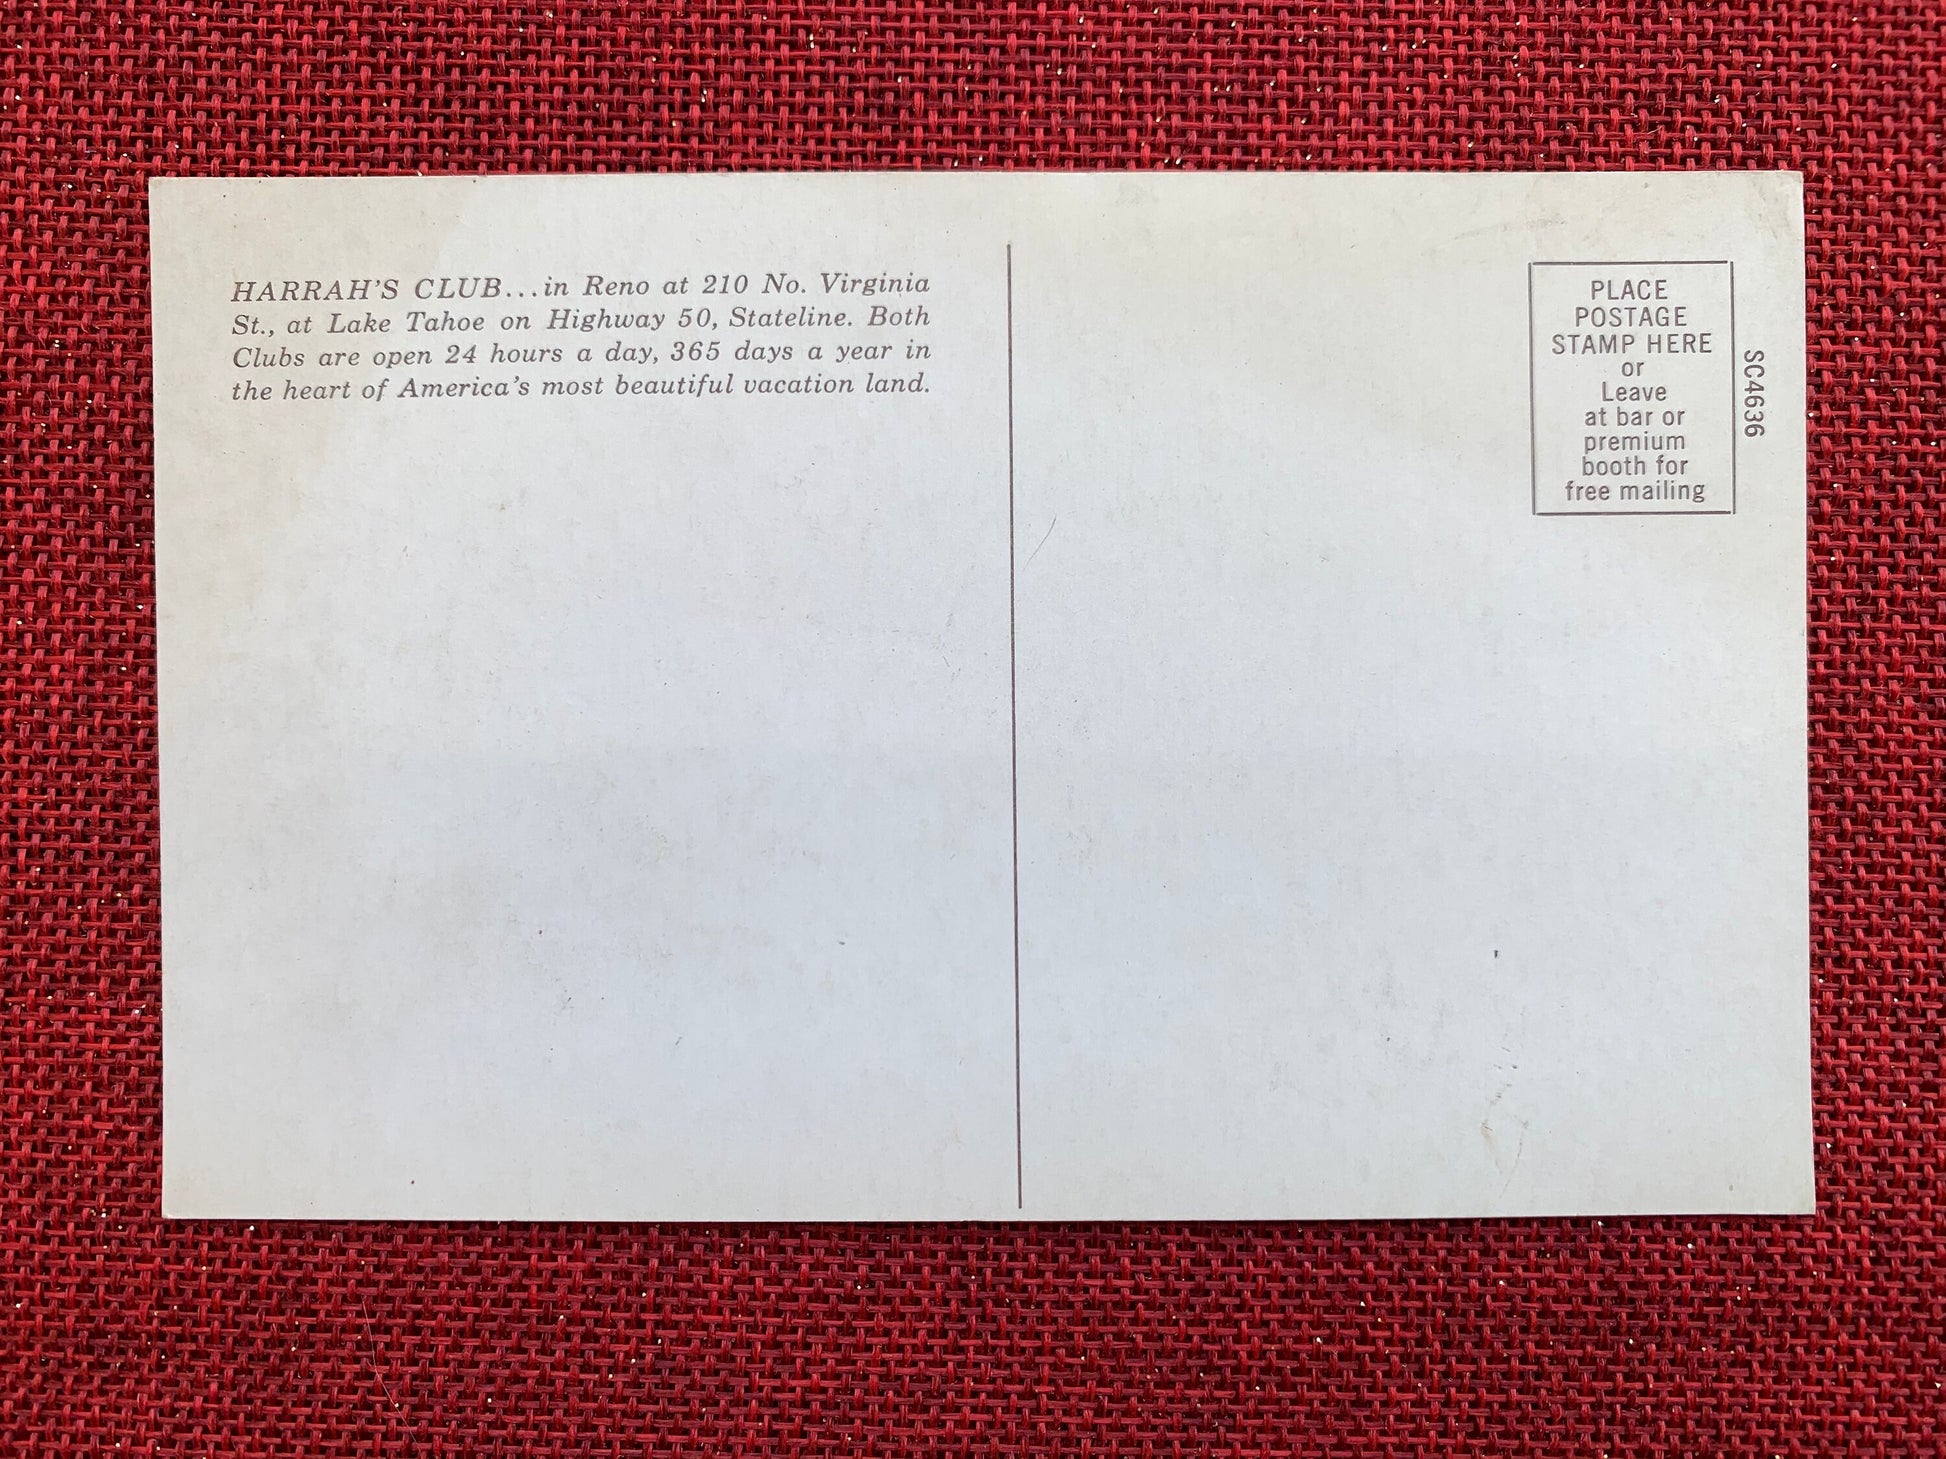 HARRAH'S CLUB...in Reno at 210 No. Virginia
St., at Lake Tahoe on Highway 50, Stateline. Both
Clubs are open 24 hours a day, 365 days a year in
the heart of America's most beautiful vacation land.
PLACE
POSTAGE
STAMP HERE
or
Leave
at bar or
premium
booth for
free mailing
SC4636